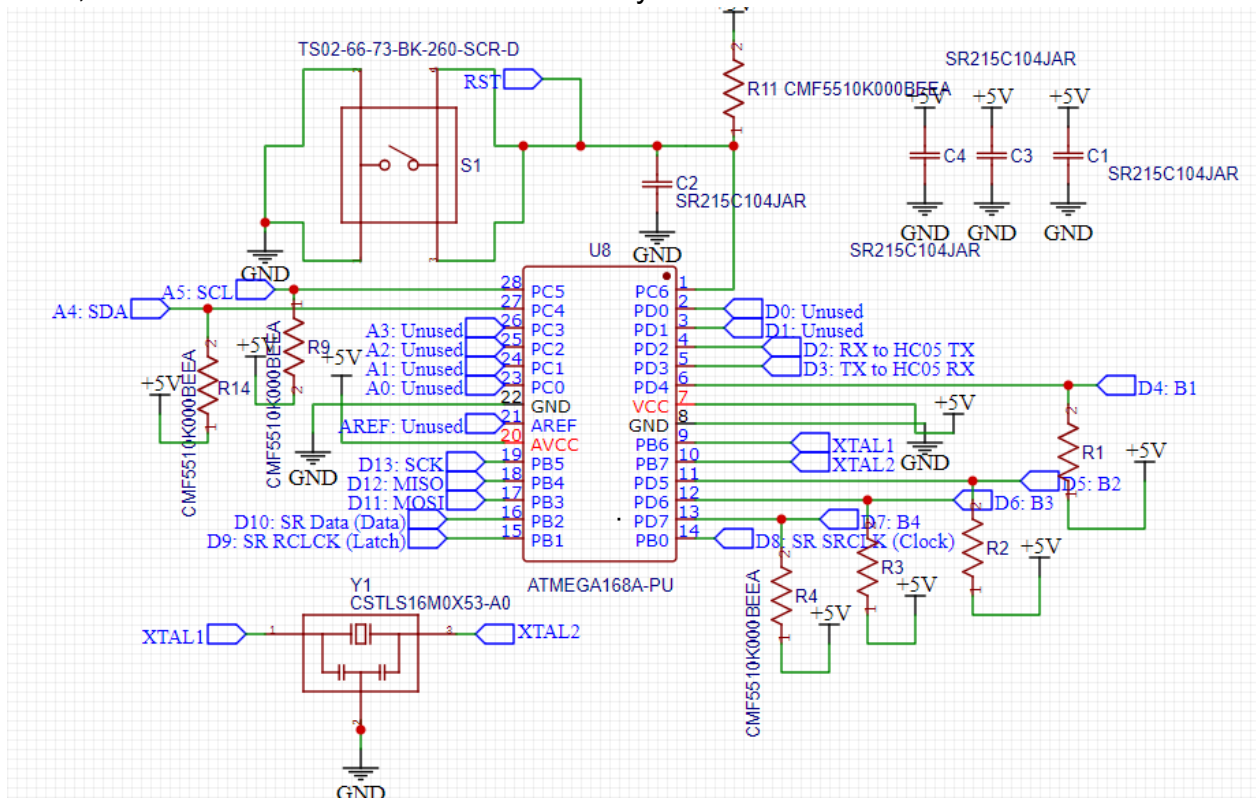 +5V
TS02-66-73-BK-260-SCR-D
RST
R11 CMF5510K000BEEA
SR215C104JAR
+5V
+5V
+5V
S1
C4
C3
C1
SR215C104JAR
C2
SR215C104JAR
GND
GND
GND
SR215C104JAR
GND
GND
U8
A5: SCL
A4: SDA
A3: Unused
A2: Unused
A1: Unused
A0: Unused
AREF: Unused
D13: SCK
D12: MISO
D11: MOSI
D10: SR Data (Data)
D9: SR RCLCK (Latch)
28 PC5
27 PC4
26 PC3
25 PC2
24 PC1
23 PC0
22 GND
21 AREF
20 AVCC
19 PB5
18 PB4
17 PB3
16 PB2
15 PB1
PC6 1
PD0 2
PD1 3
PD2 4
PD3 5
PD4 6
VCC 7
GND 8
PB6 9
PB7 10
PD5 11
PD6 12
PD7 13
PB0 14
D0: Unused
D1: Unused
D2: RX to HC05 TX
D3: TX to HC05 RX
D4: B1
+5V
XTAL1
XTAL2
GND
D5: B2
D6: B3
D7: B4
D8: SR SRCLK (Clock)
+5V
R14
CMF5510K000BEEA
+5V
R9
CMF5510K000BEEA
+5V
GND
R1
+5V
R2
+5V
R3
+5V
R4
+5V
CMF5510K000BEEA
ATMEGA168A-PU
Y1
CSTLS16M0X53-A0
XTAL1
1
3
XTAL2
2
GND